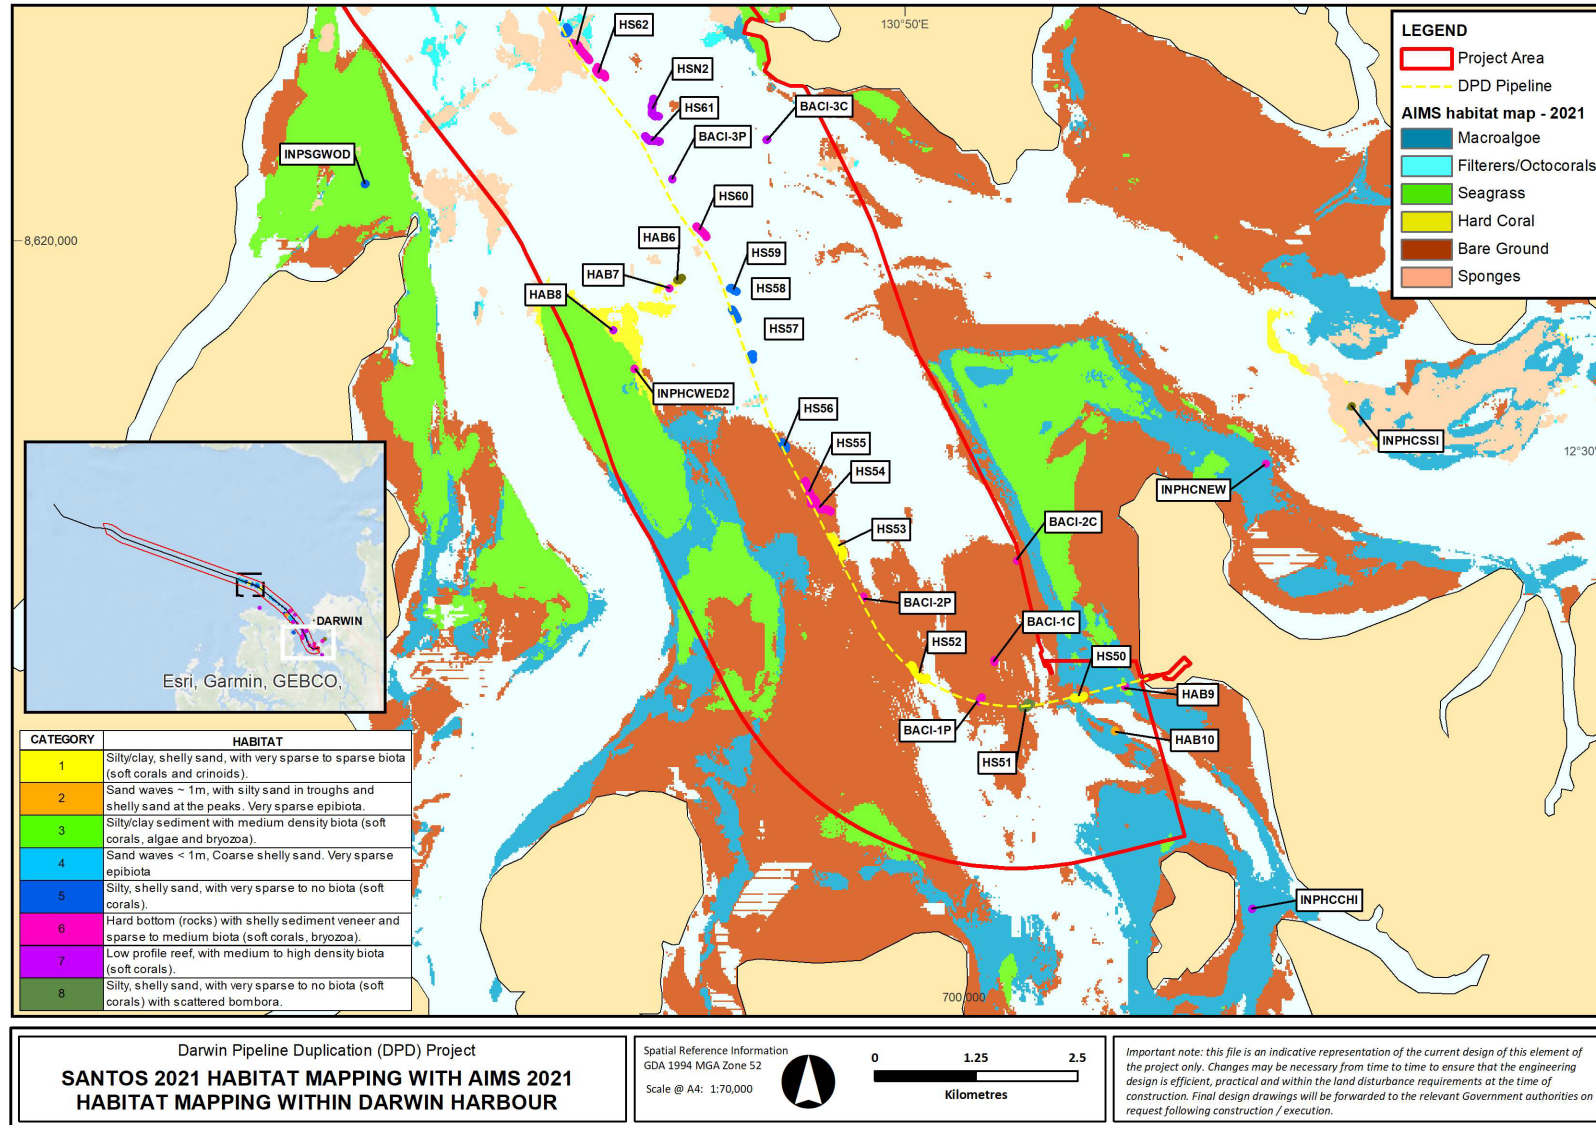 130°50'E
HS62
HSN2
HS61
BACI-3C
BACI-3P
INPSGWOD
HS60
8,620,000
HAB6
HS59
HAB7
HS58
HAB8
HS57
INPHCWED2
HS56
HS55
HS54
INPHCSSI
12°30'
INPHCNEW
HS53
BACI-2C
BACI-2P
BACI-1C
HS52
HS50
HAB9
BACI-1P
HAB10
HS51
INPHCCHI
700,000
LEGEND
Project Area
DPD Pipeline
AIMS habitat map - 2021
Macroalgoe
Filterers/Octocorals
Seagrass
Hard Coral
Bare Ground
Sponges
DARWIN
Esri, Garmin, GEBCO,
CATEGORY HABITAT
1 Silty/clay, shelly sand, with very sparse to sparse biota
(soft corals and crinoids).
2 Sand waves ~ 1m, with silty sand in troughs and
shelly sand at the peaks. Very sparse epibiota.
3 Silty/clay sediment with medium density biota (soft
corals, algae and bryozoa).
4 Sand waves < 1m, Coarse shelly sand. Very sparse
epibiota
5 Silty, shelly sand, with very sparse to no biota (soft
corals).
6 Hard bottom (rocks) with shelly sediment veneer and
sparse to medium biota (soft corals, bryozoa).
7 Low profile reef, with medium to high density biota
(soft corals).
8 Silty, shelly sand, with very sparse to no biota (soft
corals) with scattered bombora.
Darwin Pipeline Duplication (DPD) Project
SANTOS 2021 HABITAT MAPPING WITH AIMS 2021
HABITAT MAPPING WITHIN DARWIN HARBOUR
Spatial Reference Information
GDA 1994 MGA Zone 52
Scale @ A4: 1:70,000
0 1.25 2.5
Kilometres
Important note: this file is an indicative representation of the current design of this element of
the project only. Changes may be necessary from time to time to ensure that the engineering
design is efficient, practical and within the land disturbance requirements at the time of
construction. Final design drawings will be forwarded to the relevant Government authorities on
request following construction / execution.